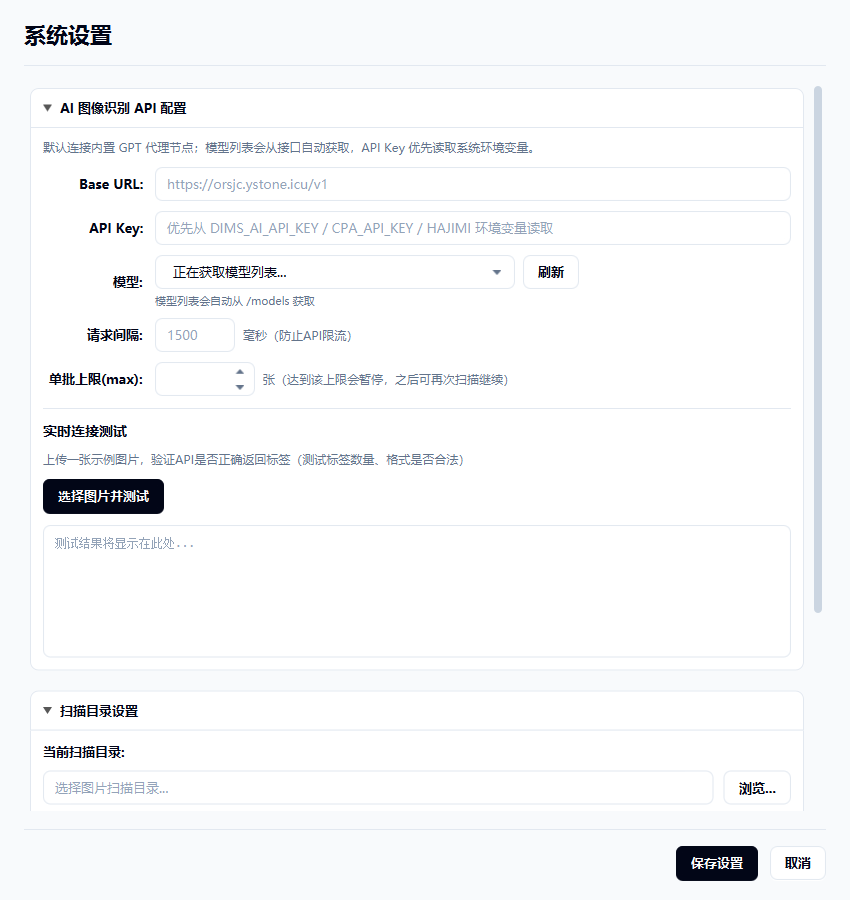 系统设置
▼ AI 图像识别 API 配置
默认连接内置 GPT 代理节点；模型列表会从接口自动获取，API Key 优先读取系统环境变量。
Base URL: https://orsjc.ystone.icu/v1
API Key: 优先从 DIMS_AI_API_KEY / CPA_API_KEY / HAJIMI 环境变量读取
模型: 正在获取模型列表... 刷新
模型列表会自动从 /models 获取
请求间隔: 1500 毫秒（防止API限流）
单批上限(max): 张（达到该上限会暂停，之后可再次扫描继续）
实时连接测试
上传一张示例图片，验证API是否正确返回标签（测试标签数量、格式是否合法）
选择图片并测试
测试结果将显示在此处...
▼ 扫描目录设置
当前扫描目录:
选择图片扫描目录... 浏览...
保存设置 取消